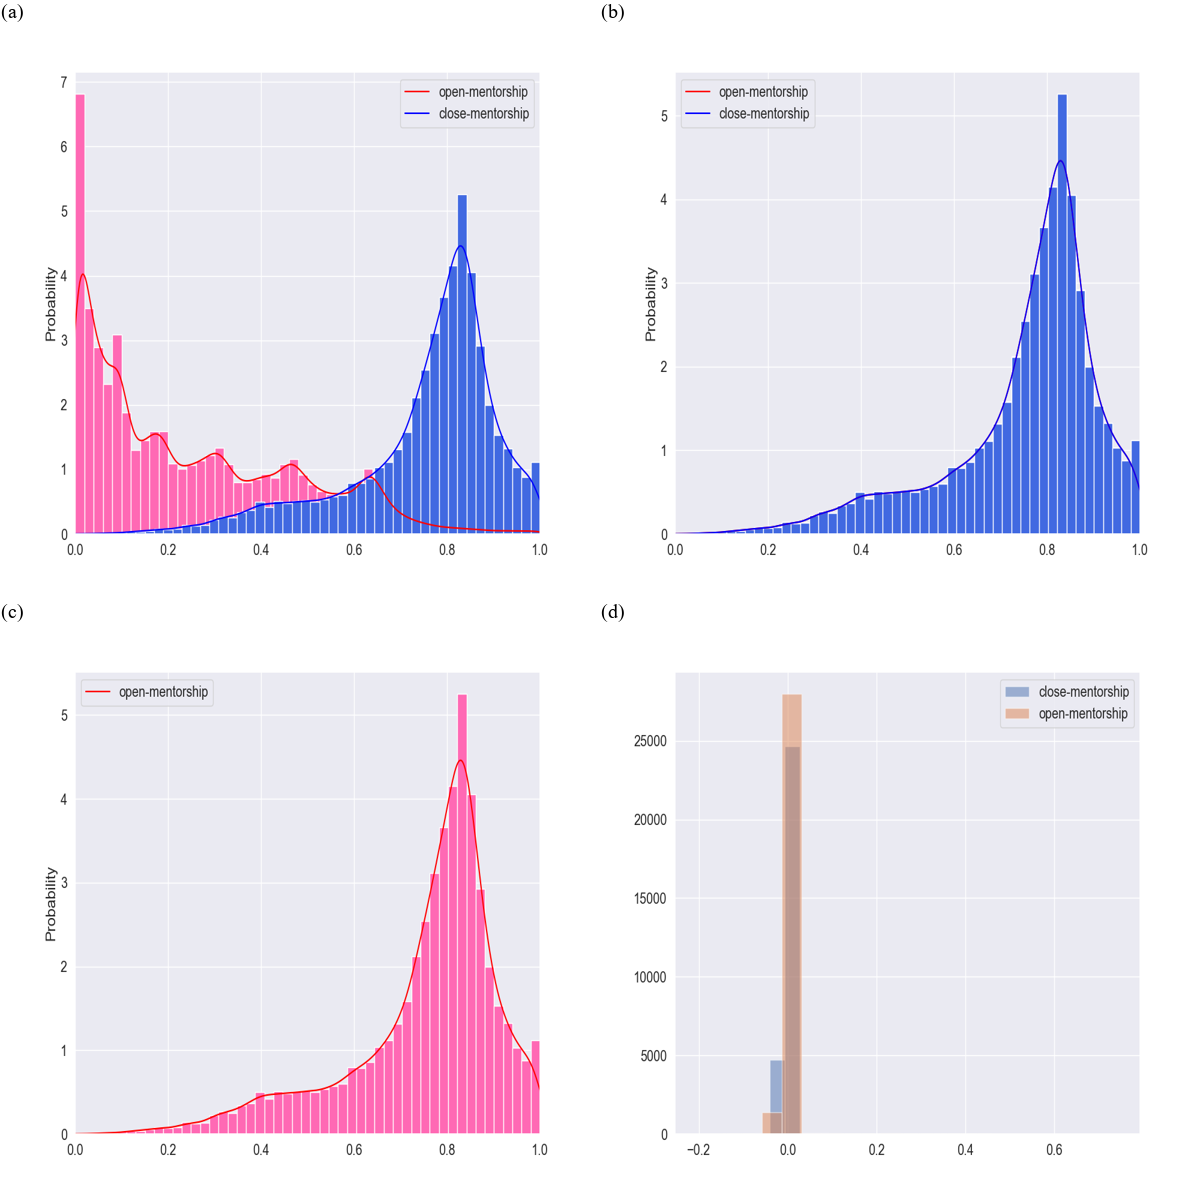 (a)
open-mentorship
close-mentorship
Probability
7
6
5
4
3
2
1
0
0.0 0.2 0.4 0.6 0.8 1.0
(b)
open-mentorship
close-mentorship
Probability
5
4
3
2
1
0
0.0 0.2 0.4 0.6 0.8 1.0
(c)
open-mentorship
Probability
5
4
3
2
1
0
0.0 0.2 0.4 0.6 0.8 1.0
(d)
close-mentorship
open-mentorship
25000
20000
15000
10000
5000
0
−0.2 0.0 0.2 0.4 0.6